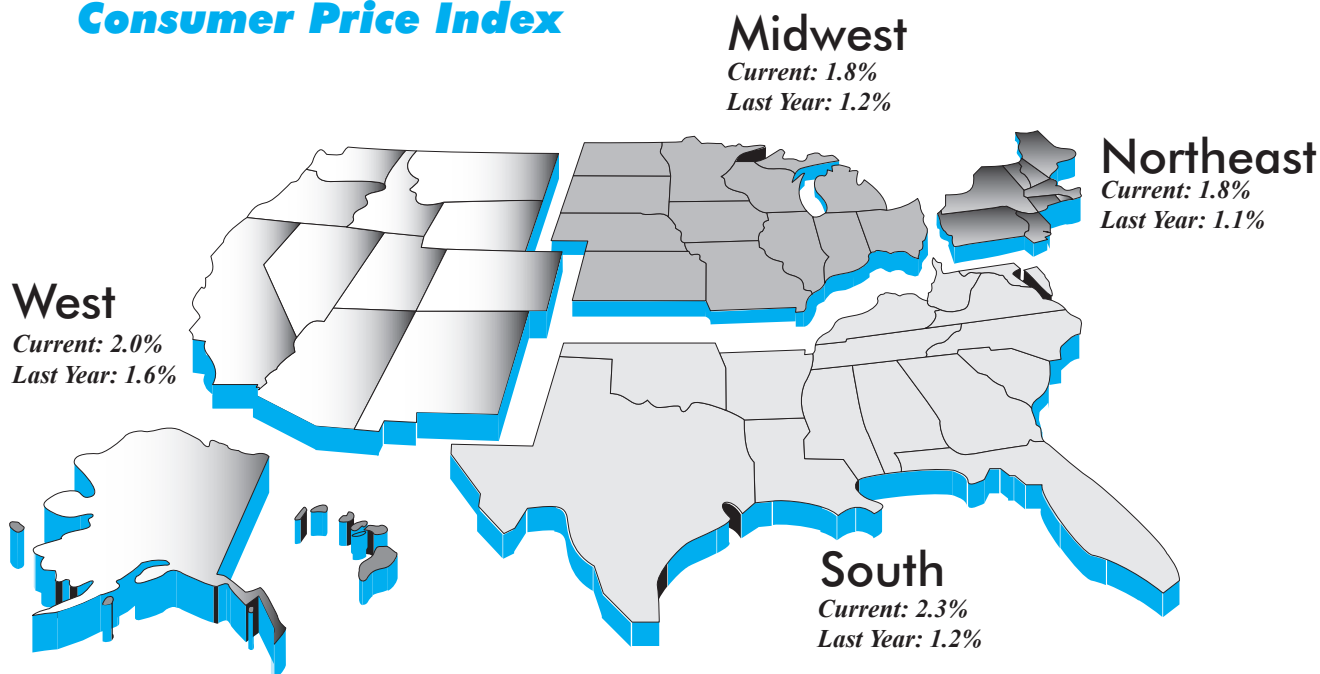 Consumer Price Index
Midwest
Current: 1.8%
Last Year: 1.2%
Northeast
Current: 1.8%
Last Year: 1.1%
West
Current: 2.0%
Last Year: 1.6%
South
Current: 2.3%
Last Year: 1.2%